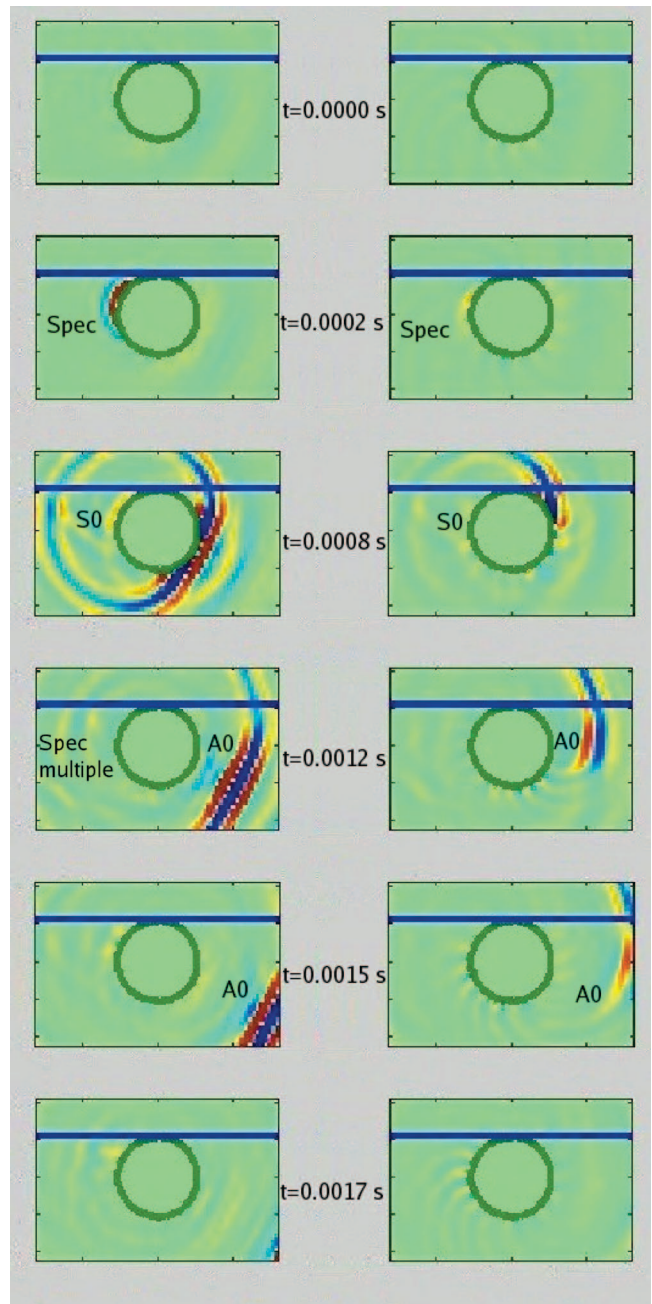 t=0.0000 s
Spec
t=0.0002 s
Spec
S0
t=0.0008 s
S0
Spec
multiple
A0
t=0.0012 s
A0
A0
t=0.0015 s
A0
t=0.0017 s